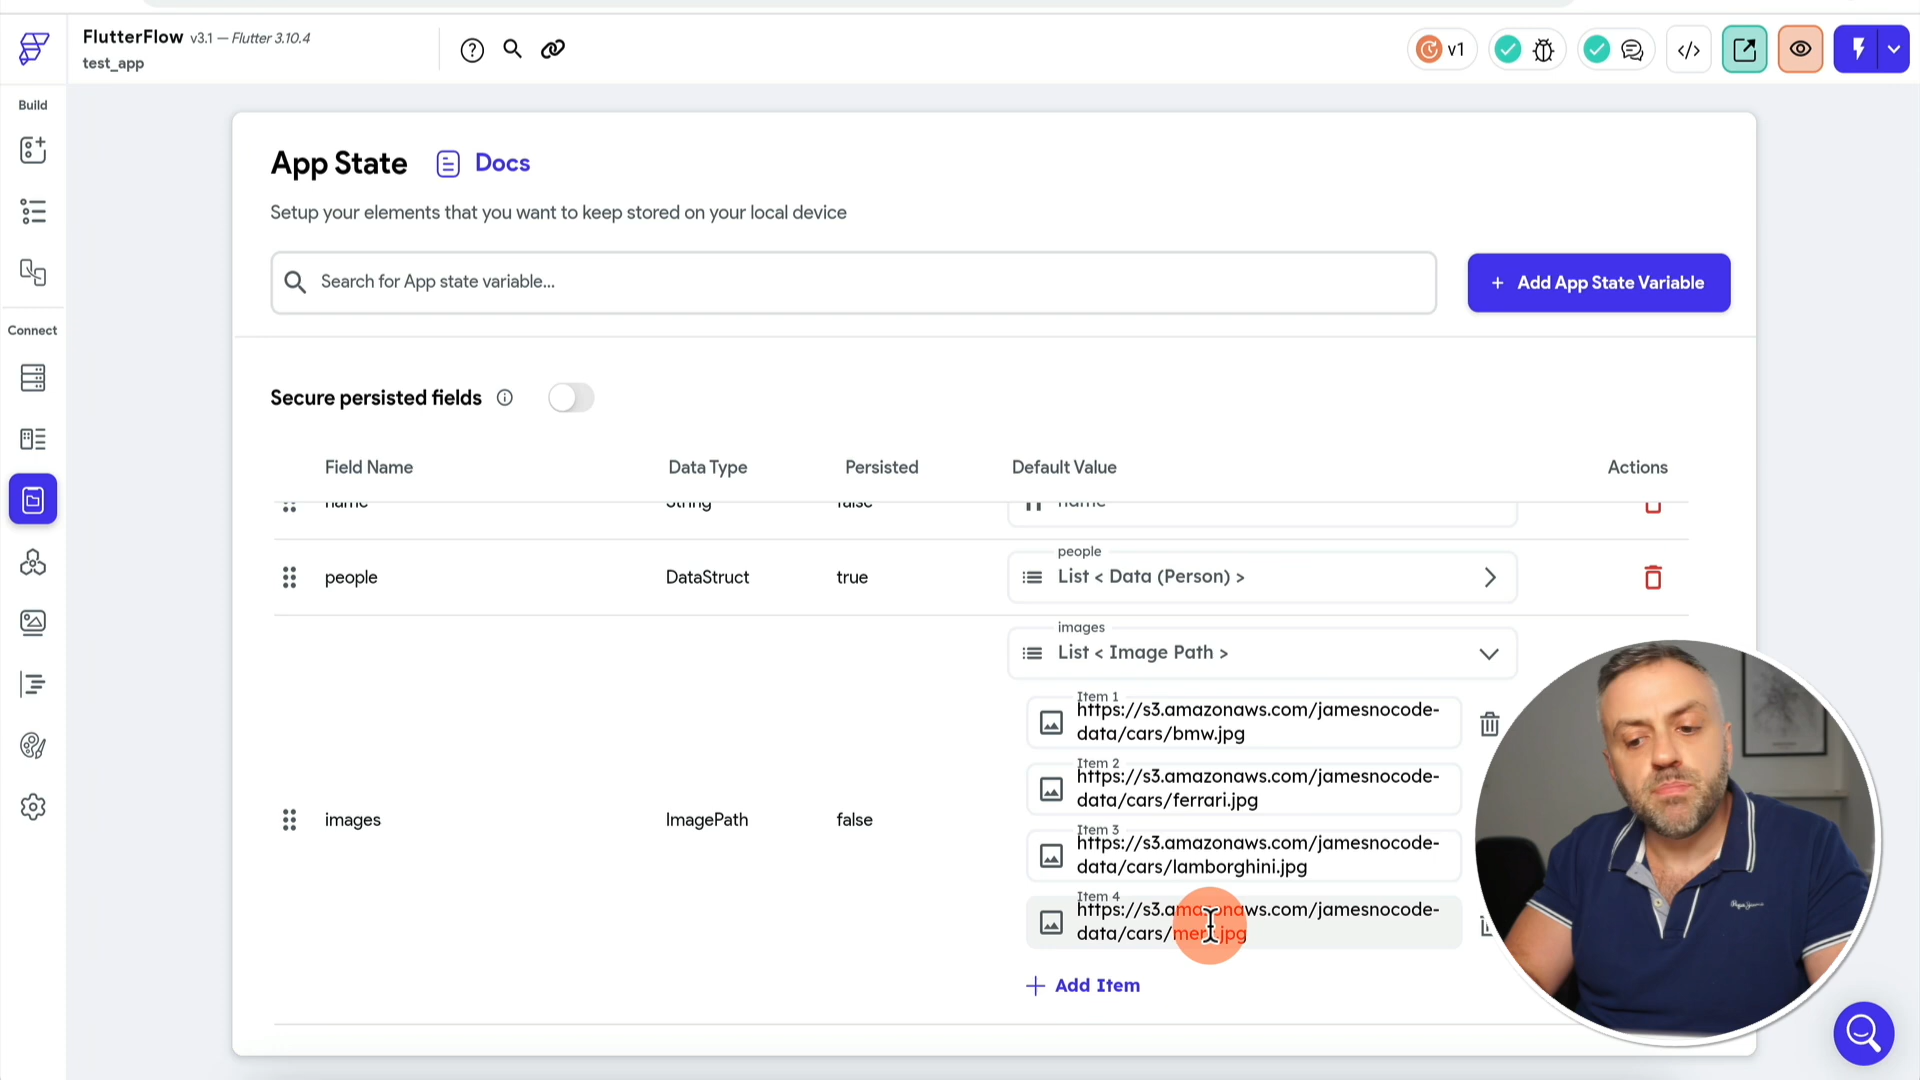 FlutterFlow v3.1 — Flutter 3.10.4
test_app
v1
Build
Connect
App State
Docs
Setup your elements that you want to keep stored on your local device
Search for App state variable...
+ Add App State Variable
Secure persisted fields
Field Name Data Type Persisted Default Value Actions
name String false name
people DataStruct true
people
List < Data (Person) >
images ImagePath false
images
List < Image Path >
Item 1
https://s3.amazonaws.com/jamesnocode-
data/cars/bmw.jpg
Item 2
https://s3.amazonaws.com/jamesnocode-
data/cars/ferrari.jpg
Item 3
https://s3.amazonaws.com/jamesnocode-
data/cars/lamborghini.jpg
Item 4
https://s3.amazonaws.com/jamesnocode-
+ Add Item